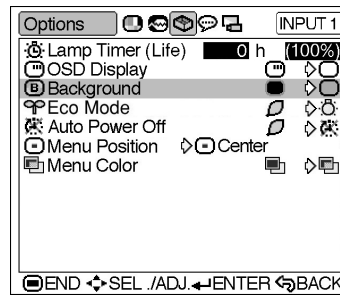 Options INPUT 1
Lamp Timer (Life) 0 h (100%)
OSD Display
B Background
Eco Mode
Auto Power Off
Menu Position Center
Menu Color
END SEL ./ADJ. ENTER BACK